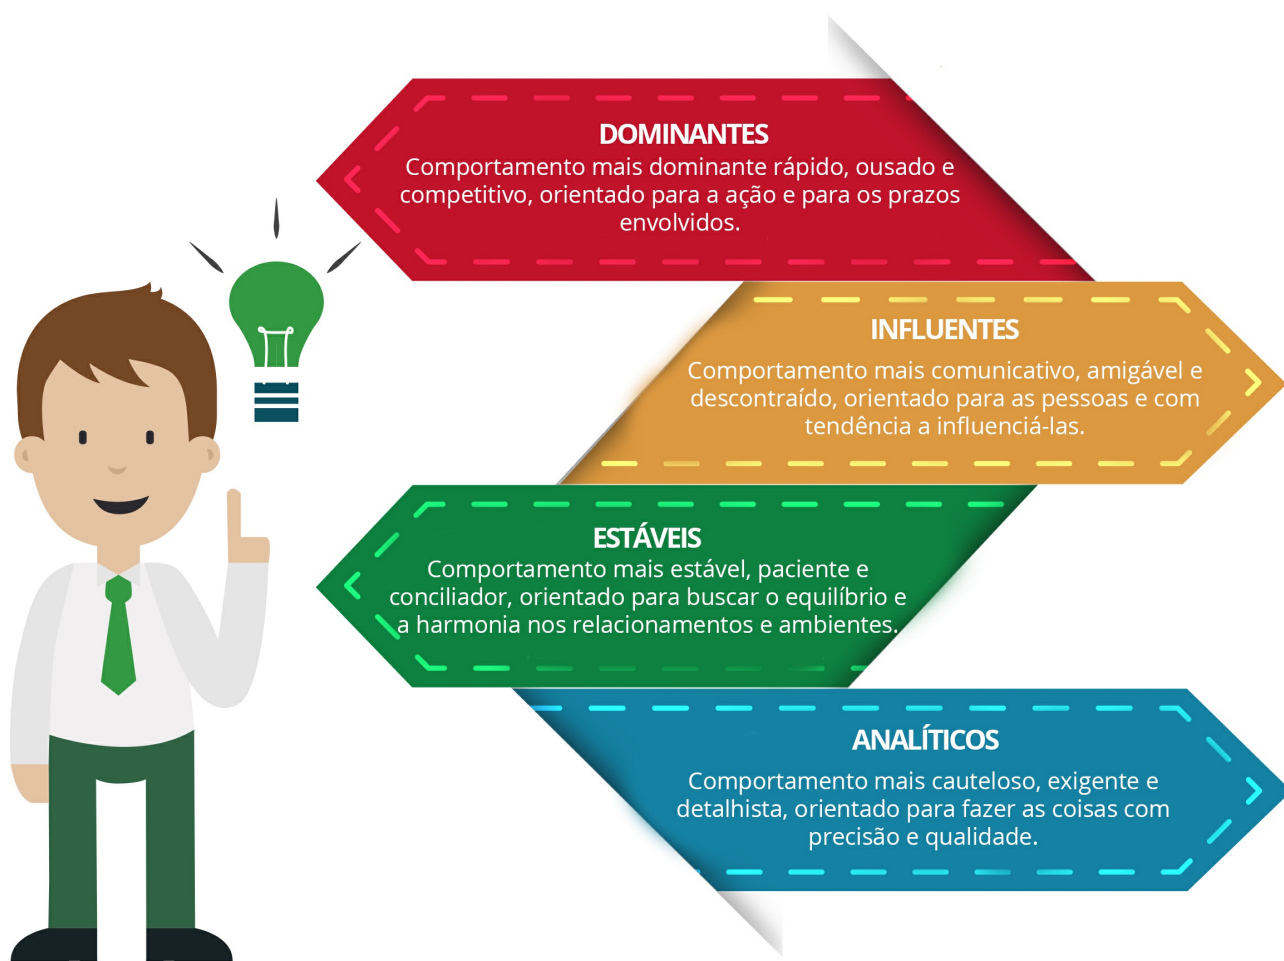 DOMINANTES
Comportamento mais dominante rápido, ousado e
competitivo, orientado para a ação e para os prazos
envolvidos.
INFLUENTES
Comportamento mais comunicativo, amigável e
descontraído, orientado para as pessoas e com
tendência a influenciá-las.
ESTÁVEIS
Comportamento mais estável, paciente e
conciliador, orientado para buscar o equilíbrio e
a harmonia nos relacionamentos e ambientes.
ANALÍTICOS
Comportamento mais cauteloso, exigente e
detalhista, orientado para fazer as coisas com
precisão e qualidade.